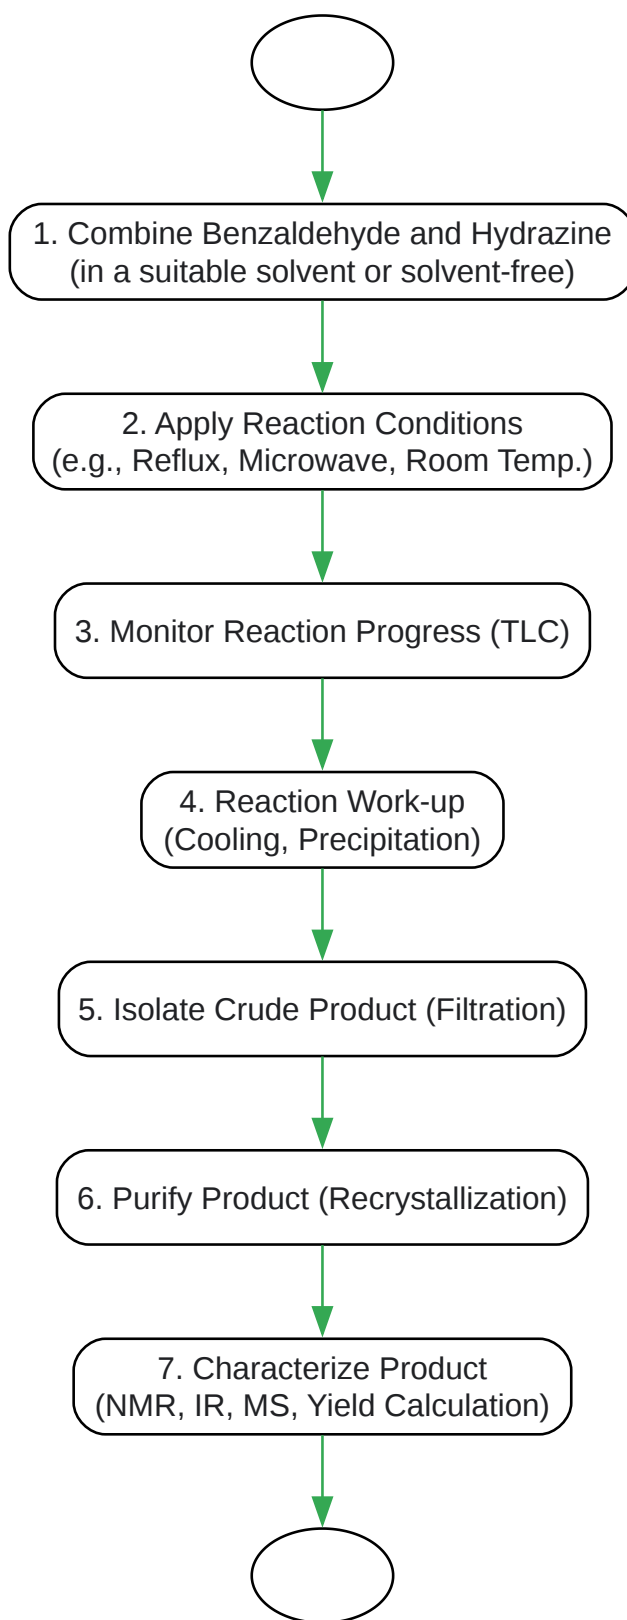 1. Combine Benzaldehyde and Hydrazine
(in a suitable solvent or solvent-free)
2. Apply Reaction Conditions
(e.g., Reflux, Microwave, Room Temp.)
3. Monitor Reaction Progress (TLC)
4. Reaction Work-up
(Cooling, Precipitation)
5. Isolate Crude Product (Filtration)
6. Purify Product (Recrystallization)
7. Characterize Product
(NMR, IR, MS, Yield Calculation)